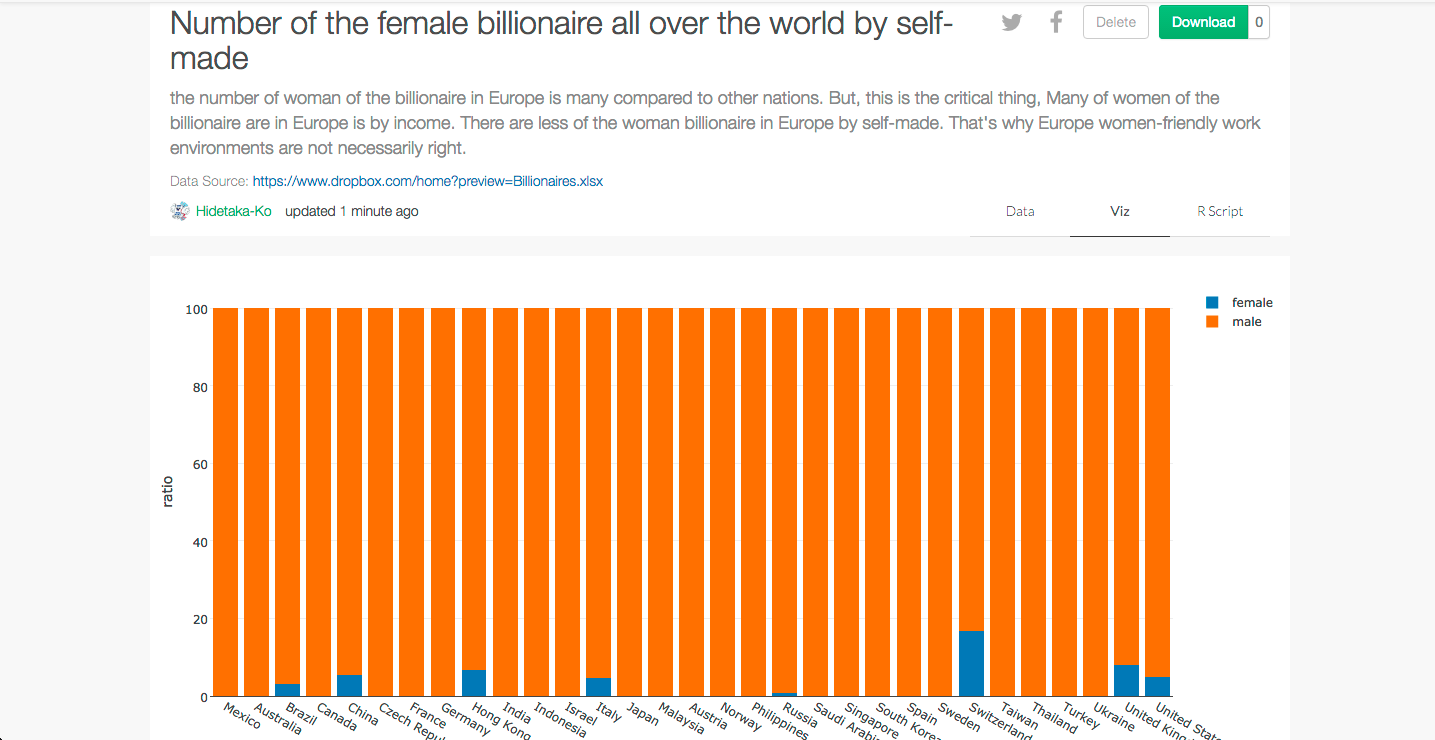 Number of the female billionaire all over the world by self-
made
Delete
Download
0
the number of woman of the billionaire in Europe is many compared to other nations. But, this is the critical thing, Many of women of the
billionaire are in Europe is by income. There are less of the woman billionaire in Europe by self-made. That's why Europe women-friendly work
environments are not necessarily right.
Data Source: https://www.dropbox.com/home?preview=Billionaires.xlsx
Hidetaka-Ko updated 1 minute ago
Data
Viz
R Script
female
male
100
80
60
40
20
0
ratio
Mexico
Australia
Brazil
Canada
China
Czech Repu
France
Germany
Hong Kong
India
Indonesia
Israel
Italy
Japan
Malaysia
Austria
Norway
Philippines
Russia
Saudi Arabi
Singapore
South Kore
Spain
Sweden
Switzerland
Taiwan
Thailand
Turkey
Ukraine
United King
United State